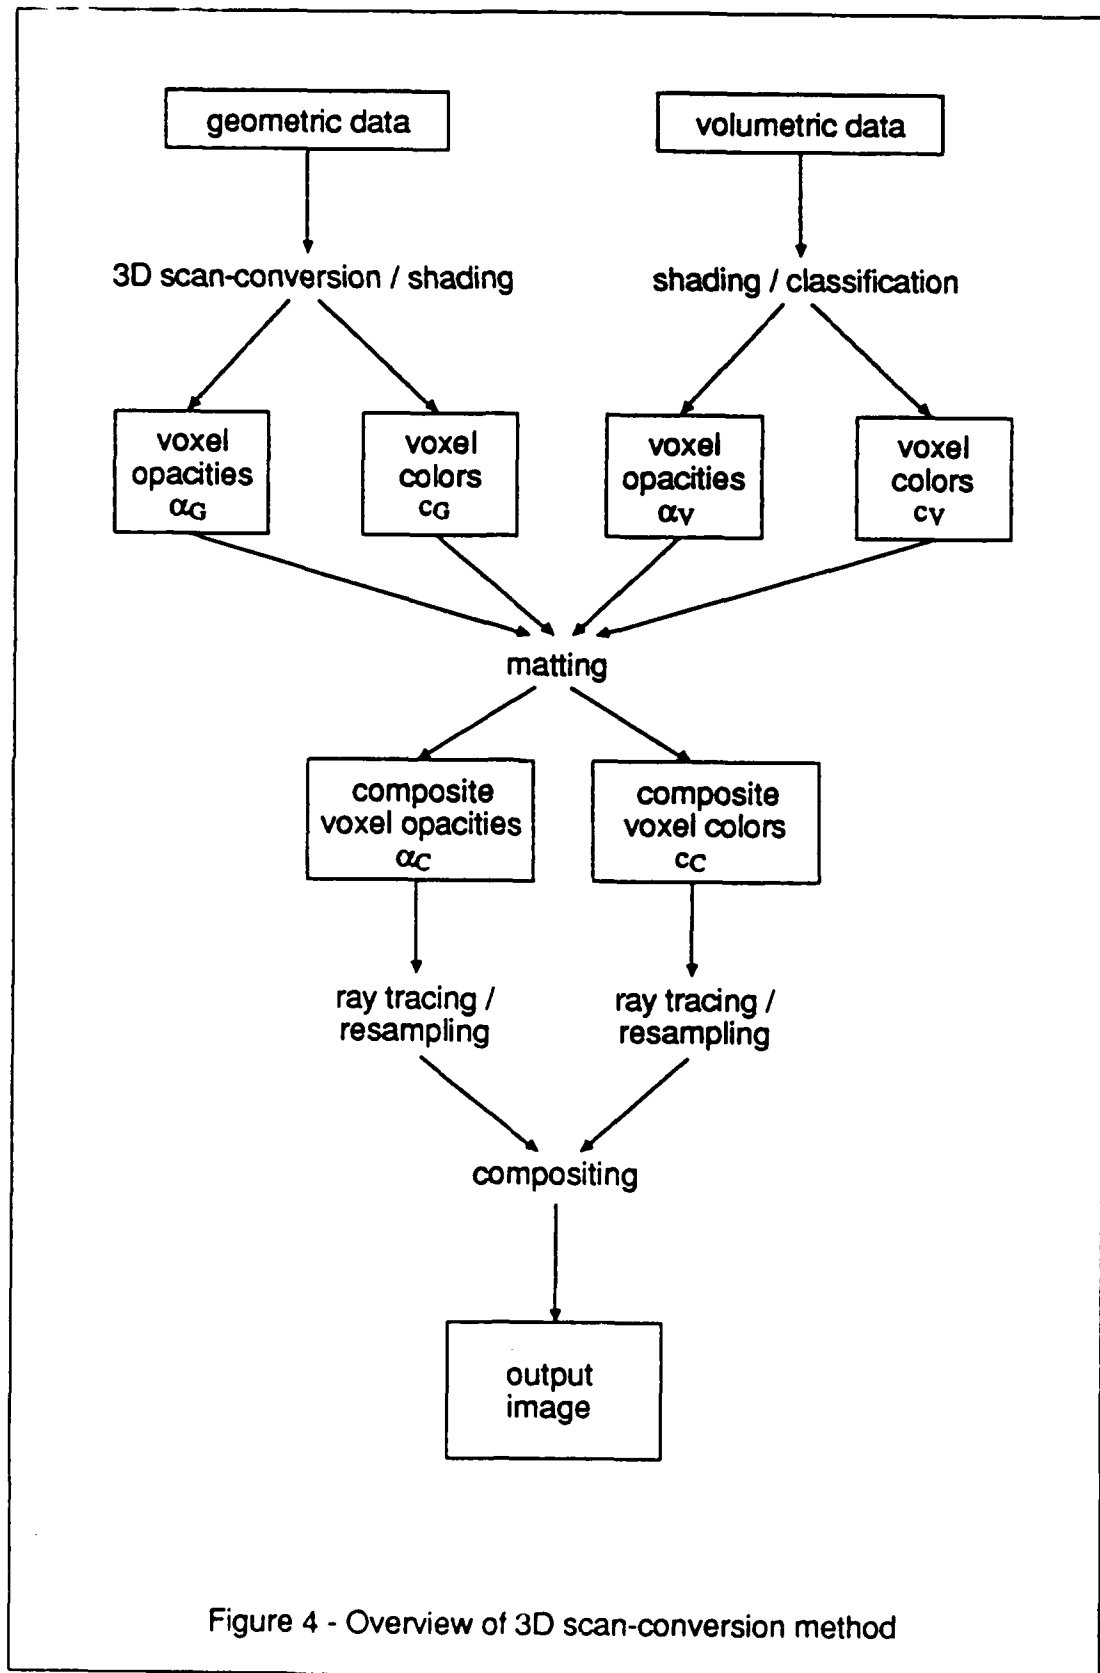 geometric data
volumetric data
3D scan-conversion / shading
shading / classification
voxel
opacities
αG
voxel
colors
cG
voxel
opacities
αV
voxel
colors
cV
matting
composite
voxel opacities
αC
composite
voxel colors
cC
ray tracing /
resampling
ray tracing /
resampling
compositing
output
image
Figure 4 - Overview of 3D scan-conversion method